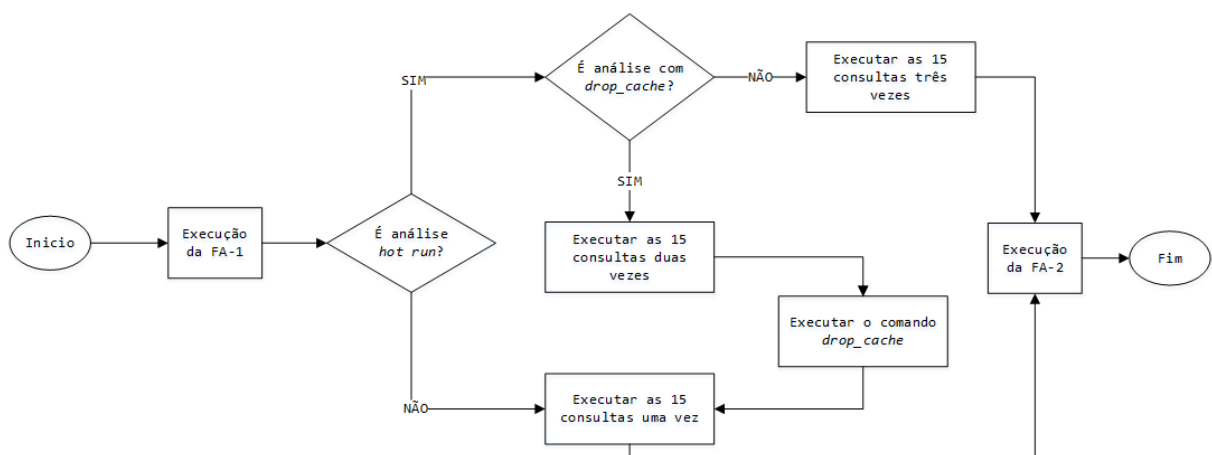 É análise com
drop_cache?
NÃO
Executar as 15
consultas três
vezes
SIM
SIM
Inicio
Execução
da FA-1
É análise
hot run?
Executar as 15
consultas duas
vezes
Execução
da FA-2
Fim
Executar o comando
drop_cache
NÃO
Executar as 15
consultas uma vez